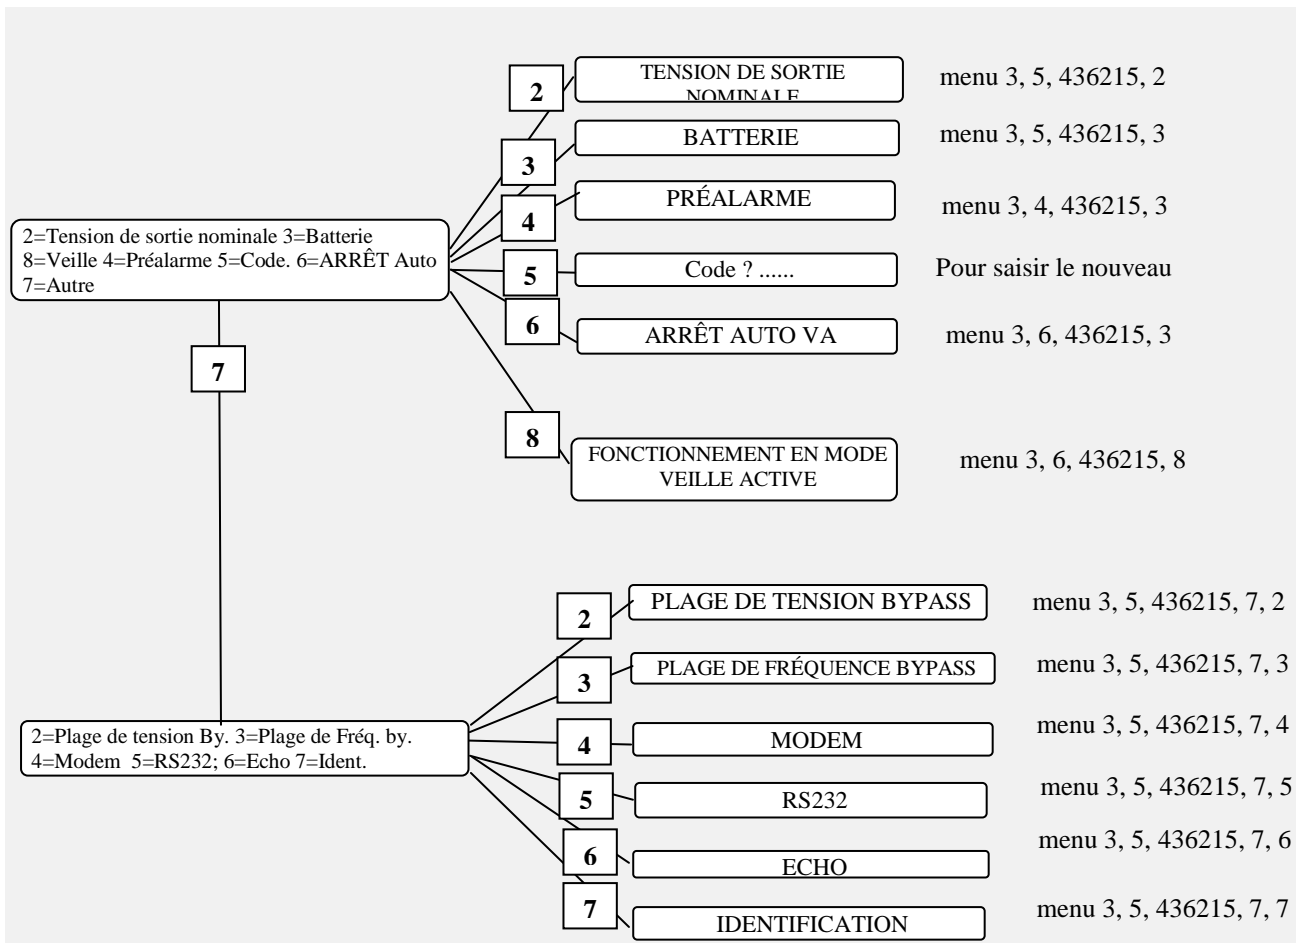 2
TENSION DE SORTIE
NOMINALE
menu 3, 5, 436215, 2
3
BATTERIE
menu 3, 5, 436215, 3
4
PRÉALARME
menu 3, 4, 436215, 3
2=Tension de sortie nominale 3=Batterie
8=Veille 4=Préalarme 5=Code. 6=ARRÊT Auto
7=Autre
5
Code ? ......
Pour saisir le nouveau
6
ARRÊT AUTO VA
menu 3, 6, 436215, 3
7
8
FONCTIONNEMENT EN MODE
VEILLE ACTIVE
menu 3, 6, 436215, 8
2
PLAGE DE TENSION BYPASS
menu 3, 5, 436215, 7, 2
3
PLAGE DE FRÉQUENCE BYPASS
menu 3, 5, 436215, 7, 3
2=Plage de tension By. 3=Plage de Fréq. by.
4=Modem 5=RS232; 6=Echo 7=Ident.
4
MODEM
menu 3, 5, 436215, 7, 4
5
RS232
menu 3, 5, 436215, 7, 5
6
ECHO
menu 3, 5, 436215, 7, 6
7
IDENTIFICATION
menu 3, 5, 436215, 7, 7